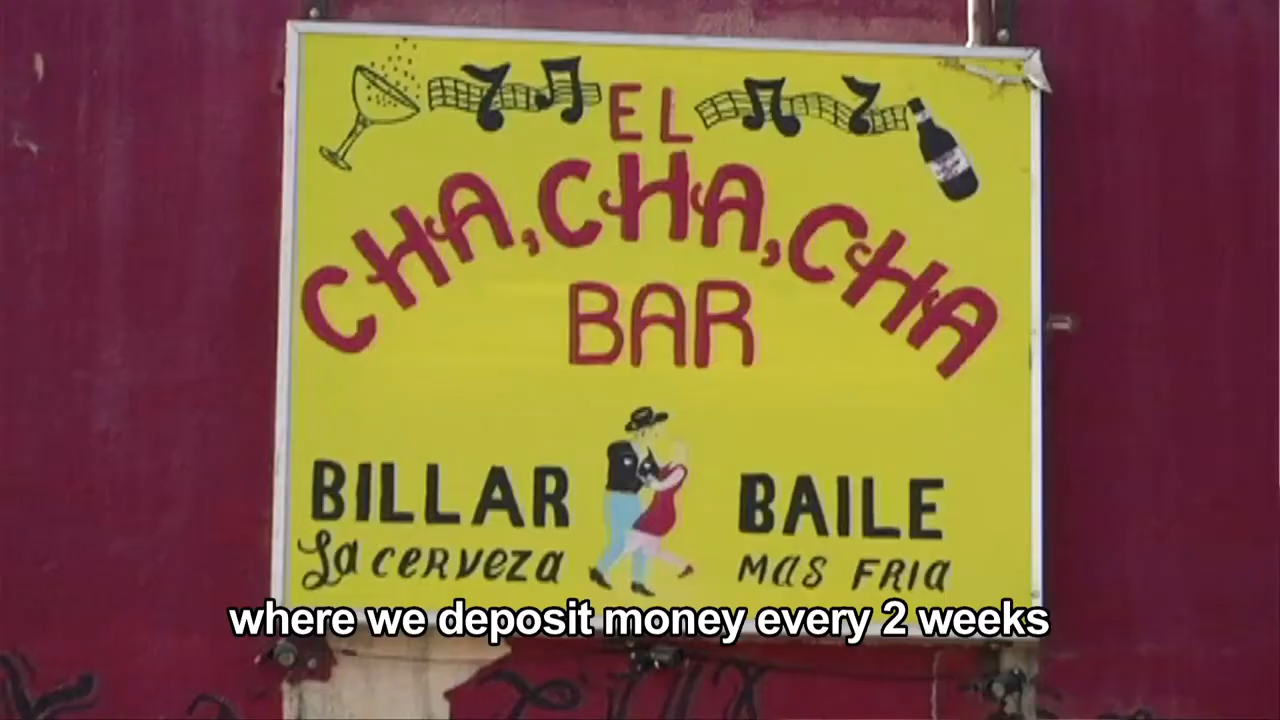 EL
CHA, CHA, CHA
BAR
BILLAR BAILE
La CERVEZA MAS FRIA
where we deposit money every 2 weeks